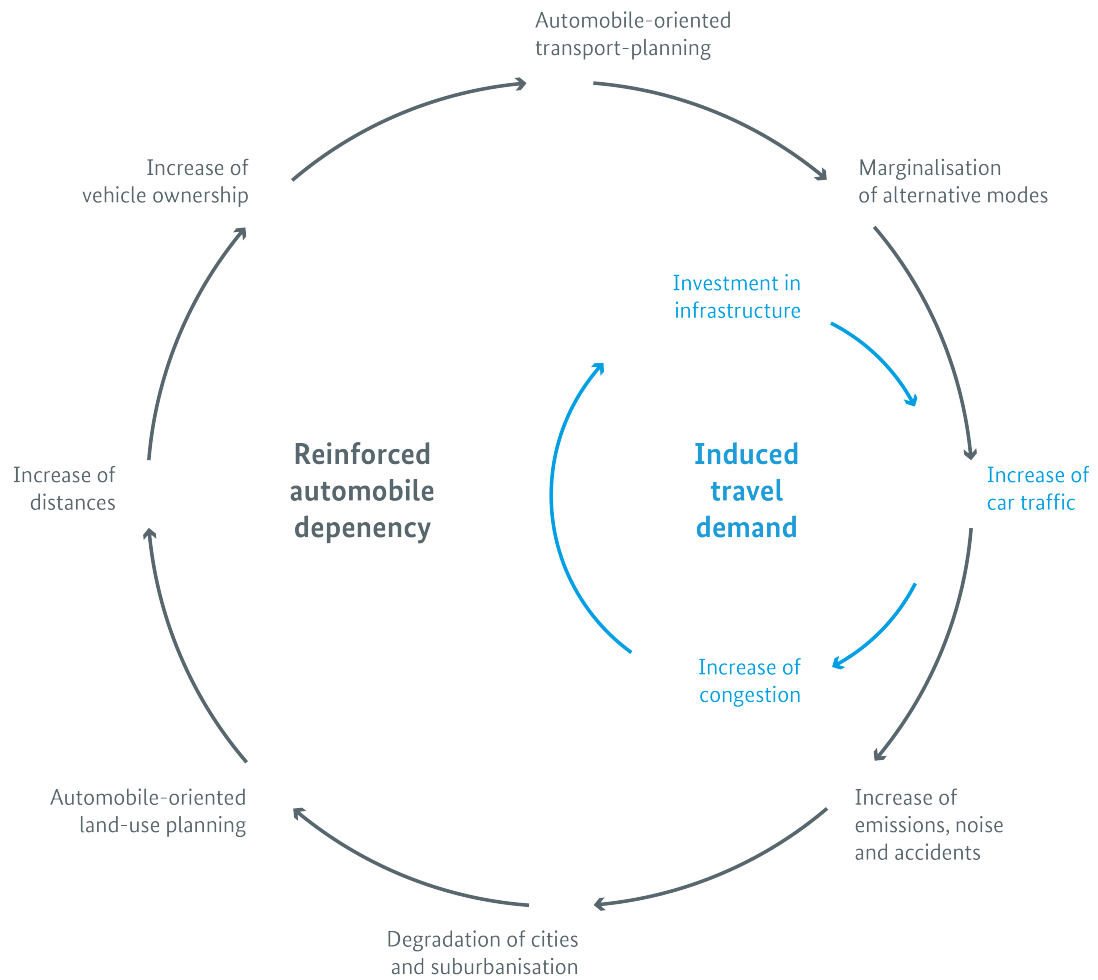 Automobile-oriented
transport-planning
Increase of
vehicle ownership
Marginalisation
of alternative modes
Investment in
infrastructure
Reinforced
automobile
depenency
Induced
travel
demand
Increase of
distances
Increase of
car traffic
Increase of
congestion
Automobile-oriented
land-use planning
Increase of
emissions, noise
and accidents
Degradation of cities
and suburbanisation